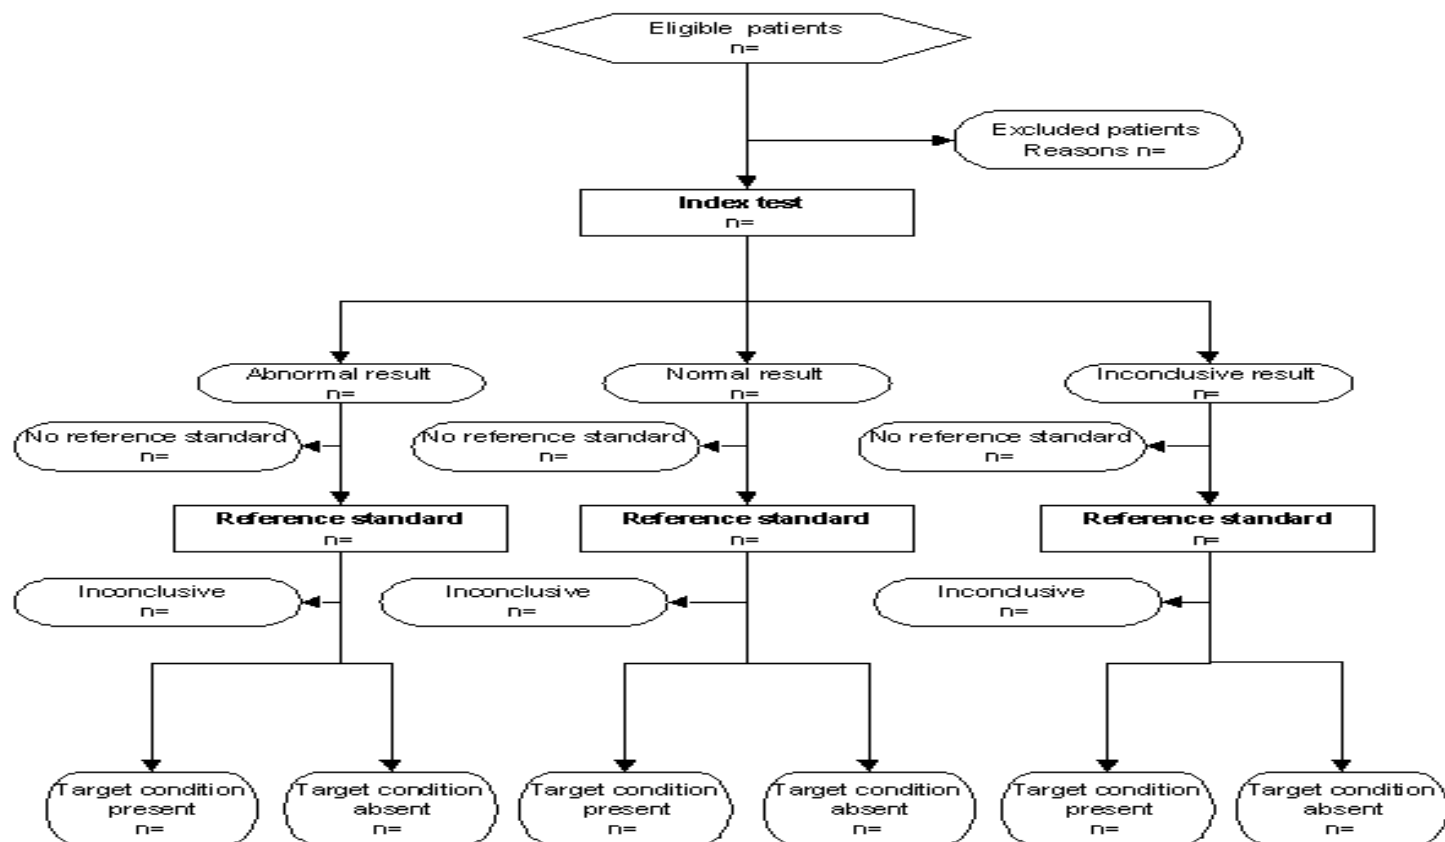 Eligible patients
n=
Excluded patients
Reasons n=
Index test
n=
Abnormal result
n=
Normal result
n=
Inconclusive result
n=
No reference standard
n=
No reference standard
n=
No reference standard
n=
Reference standard
n=
Reference standard
n=
Reference standard
n=
Inconclusive
n=
Inconclusive
n=
Inconclusive
n=
Target condition
present
n=
Target condition
absent
n=
Target condition
present
n=
Target condition
absent
n=
Target condition
present
n=
Target condition
absent
n=